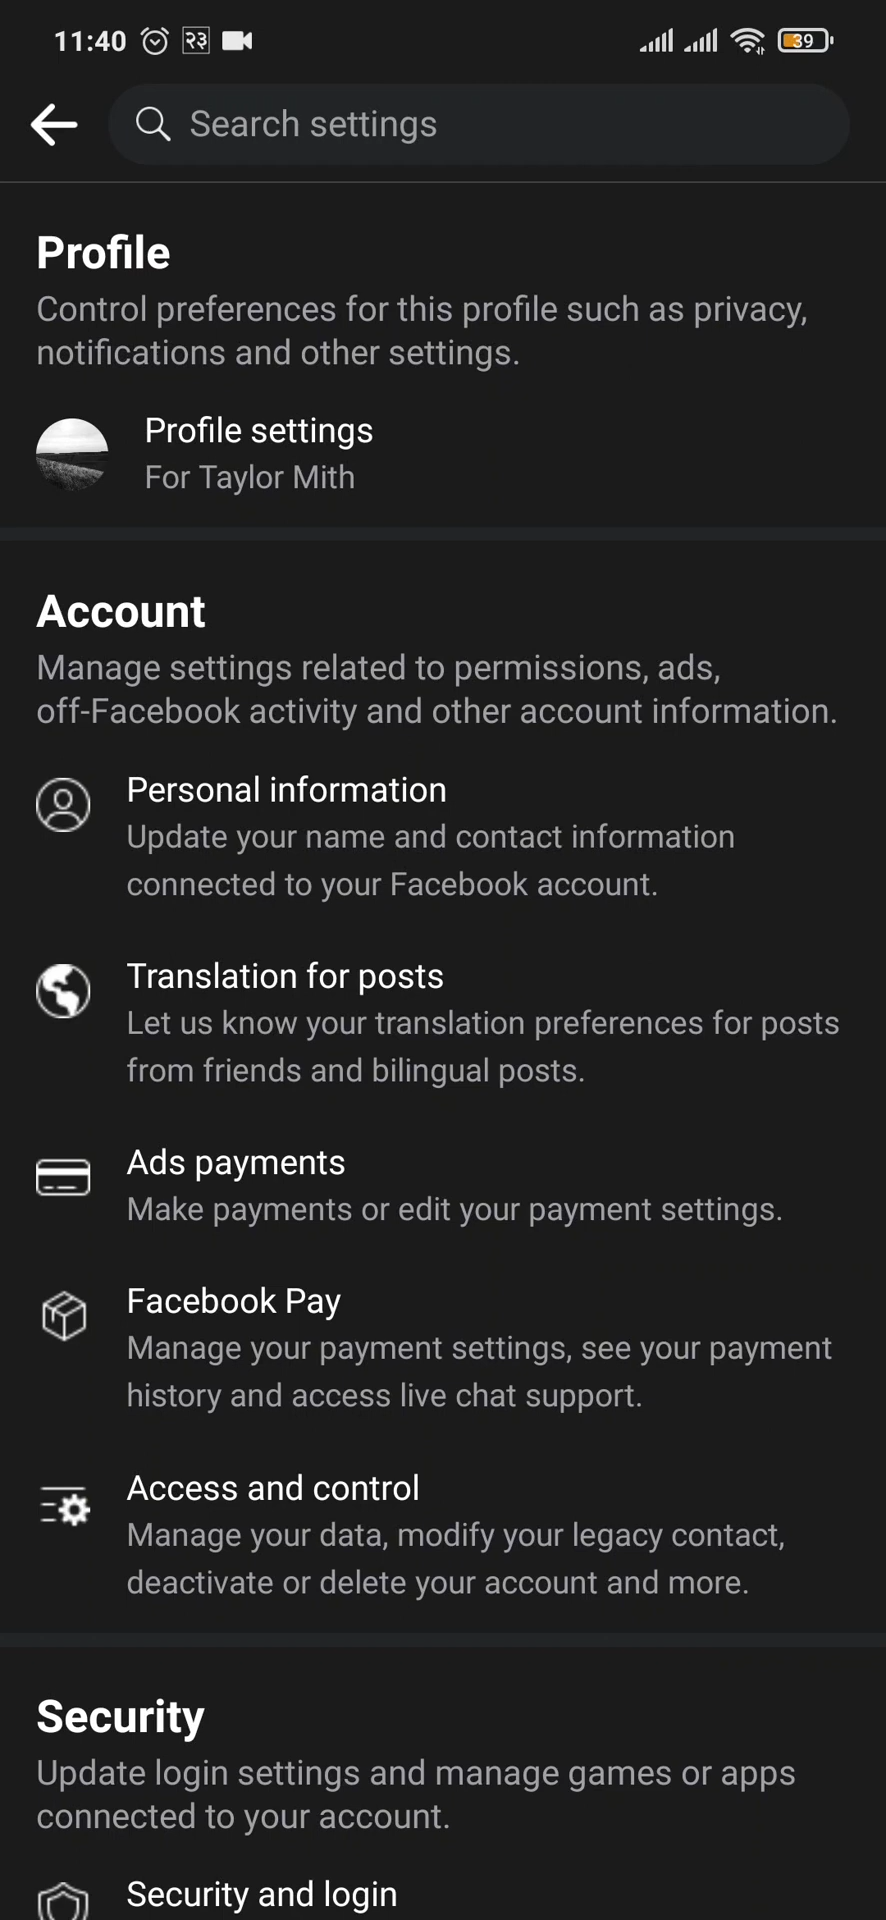 11:40 २३ 39
Search settings
Profile
Control preferences for this profile such as privacy,
notifications and other settings.
Profile settings
For Taylor Mith
Account
Manage settings related to permissions, ads,
off-Facebook activity and other account information.
Personal information
Update your name and contact information
connected to your Facebook account.
Translation for posts
Let us know your translation preferences for posts
from friends and bilingual posts.
Ads payments
Make payments or edit your payment settings.
Facebook Pay
Manage your payment settings, see your payment
history and access live chat support.
Access and control
Manage your data, modify your legacy contact,
deactivate or delete your account and more.
Security
Update login settings and manage games or apps
connected to your account.
Security and login